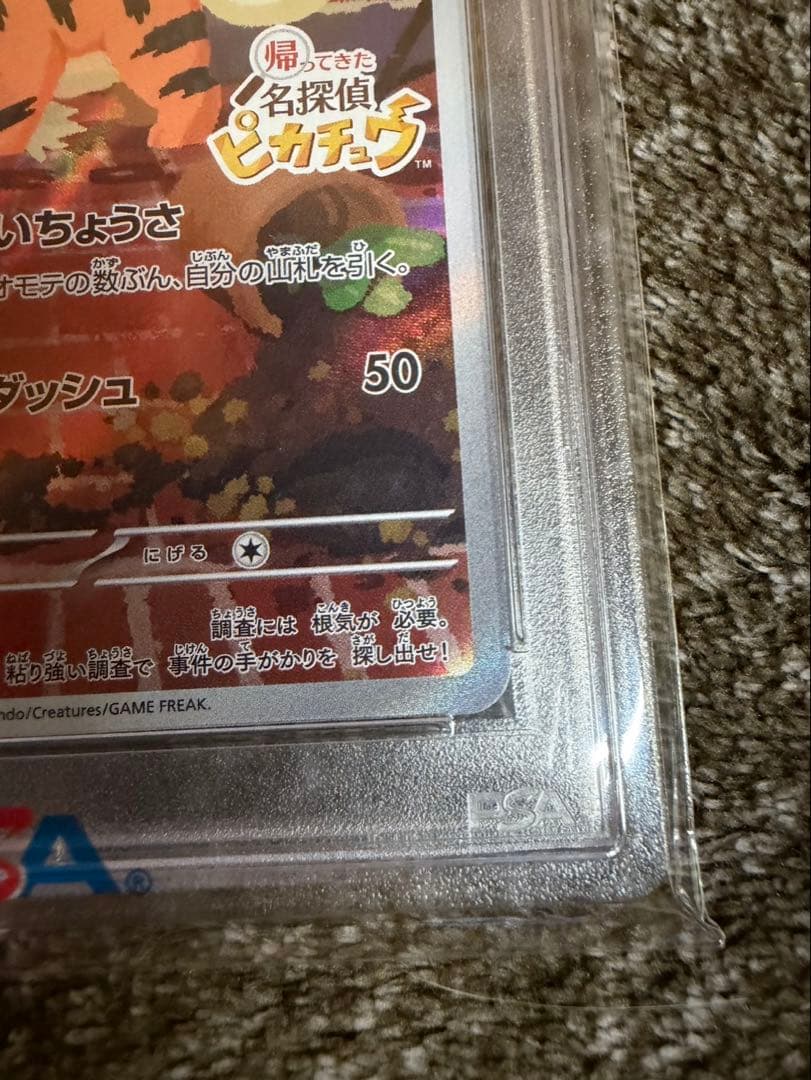 帰ってきた
名探偵
ピカチュウ™
いちょうさ
オモテの数ぶん、自分の山札を引く。
ダッシュ 50
にげる
調査には 根気が 必要。
粘り強い調査で 事件の手がかりを 探し出せ!
ndo/Creatures/GAME FREAK.
PSA
SA®